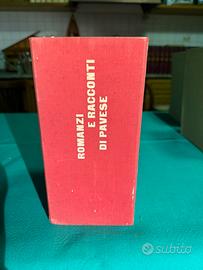 ROMANZI
E RACCONTI
DI PAVESE
subito